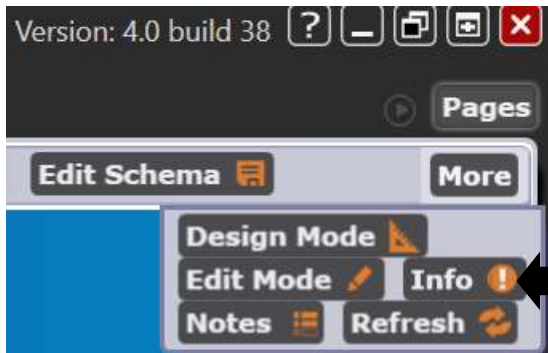 Version: 4.0 build 38 ?
Pages
Edit Schema More
Design Mode
Edit Mode Info !
Notes Refresh